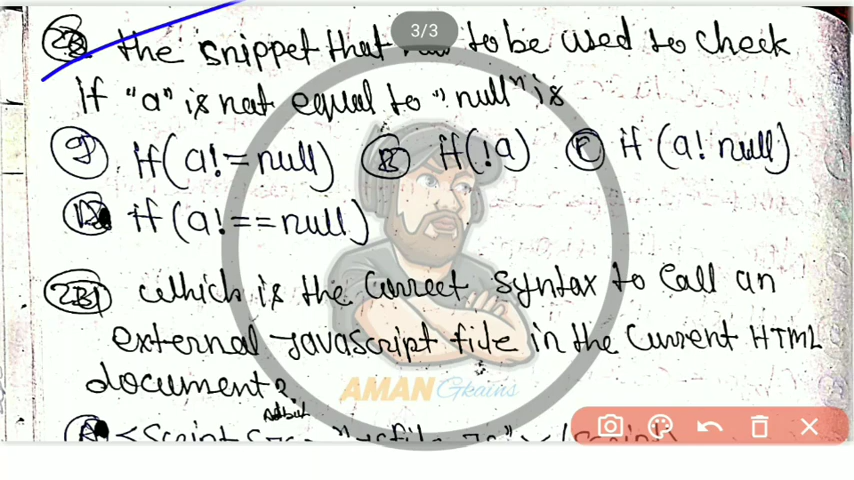 3/3
the snippet that to be used to check
if "a" is not equal to "null" is
if(a!=null) if(!a) if (a! null)
if (a!==null)
which is the correct syntax to call an
external Javascript file in the current HTML
document?
AMAN Gkains